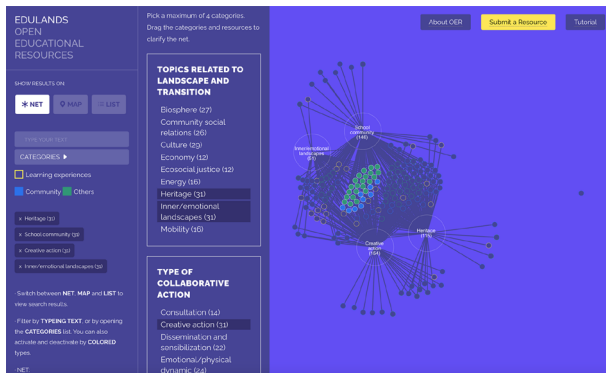 EDULANDS
OPEN
EDUCATIONAL
RESOURCES
SHOW RESULTS ON:
NET
MAP
LIST
TYPE YOUR TEXT
CATEGORIES
Learning experiences
Community
Others
× Heritage (31)
× School community (31)
× Creative action (31)
× Inner/emotional landscapes (31)
· Switch between NET, MAP and LIST to
view search results.
· Filter by TYPEING TEXT, or by opening
the CATEGORIES list. You can also
activate and deactivate by COLORED
types.
· NET:
Pick a maximum of 4 categories.
Drag the categories and resources to
clarify the net.
TOPICS RELATED TO
LANDSCAPE AND
TRANSITION
Biosphere (27)
Community social
relations (26)
Culture (29)
Economy (12)
Ecosocial justice (12)
Energy (16)
Heritage (31)
Inner/emotional
landscapes (31)
Mobility (16)
TYPE OF
COLLABORATIVE
ACTION
Consultation (14)
Creative action (31)
Dissemination and
sensibilization (22)
Emotional/physical
dynamic (24)
About OER
Submit a Resource
Tutorial
School
community
(146)
Inner/emotional
landscapes
Heritage
(115)
Creative
action